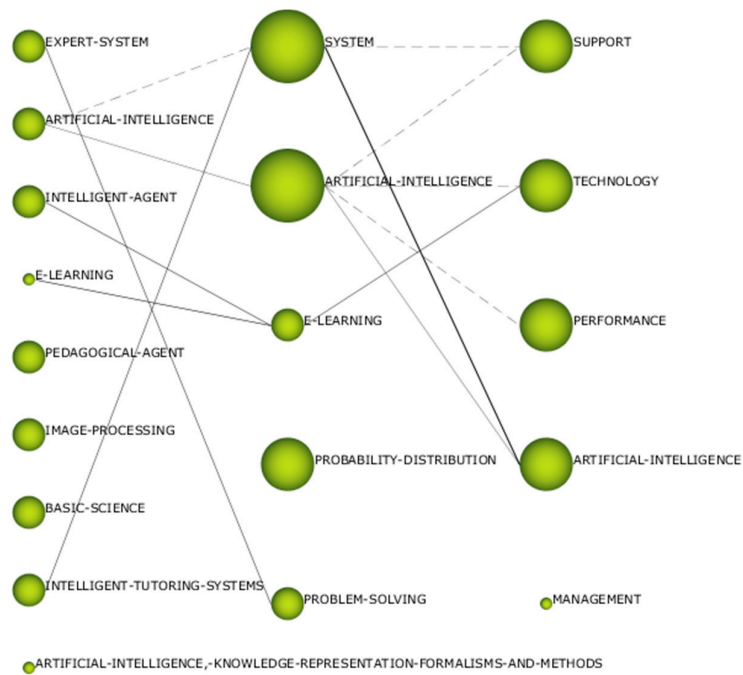 EXPERT-SYSTEM
ARTIFICIAL-INTELLIGENCE
INTELLIGENT-AGENT
E-LEARNING
PEDAGOGICAL-AGENT
IMAGE-PROCESSING
BASIC-SCIENCE
INTELLIGENT-TUTORING-SYSTEMS
ARTIFICIAL-INTELLIGENCE,-KNOWLEDGE-REPRESENTATION-FORMALISMS-AND-METHODS
SYSTEM
ARTIFICIAL-INTELLIGENCE
E-LEARNING
PROBABILITY-DISTRIBUTION
PROBLEM-SOLVING
SUPPORT
TECHNOLOGY
PERFORMANCE
ARTIFICIAL-INTELLIGENCE
MANAGEMENT